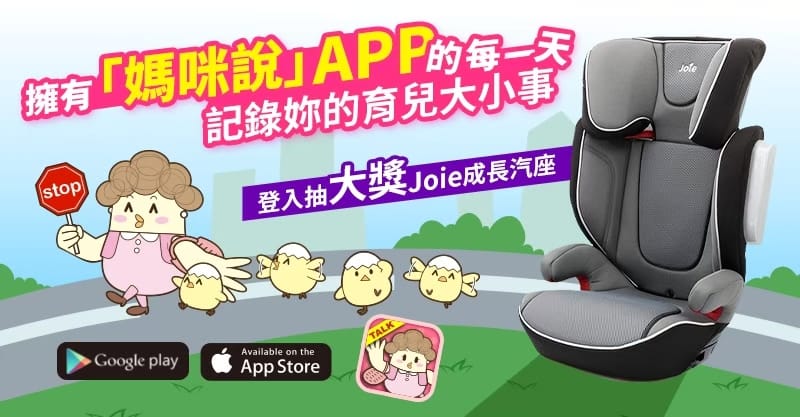 擁有「媽咪說」APP的每一天
記錄妳的育兒大小事
登入抽大獎Joie成長汽座
Joie
stop
TALK
Google play
Available on the
App Store